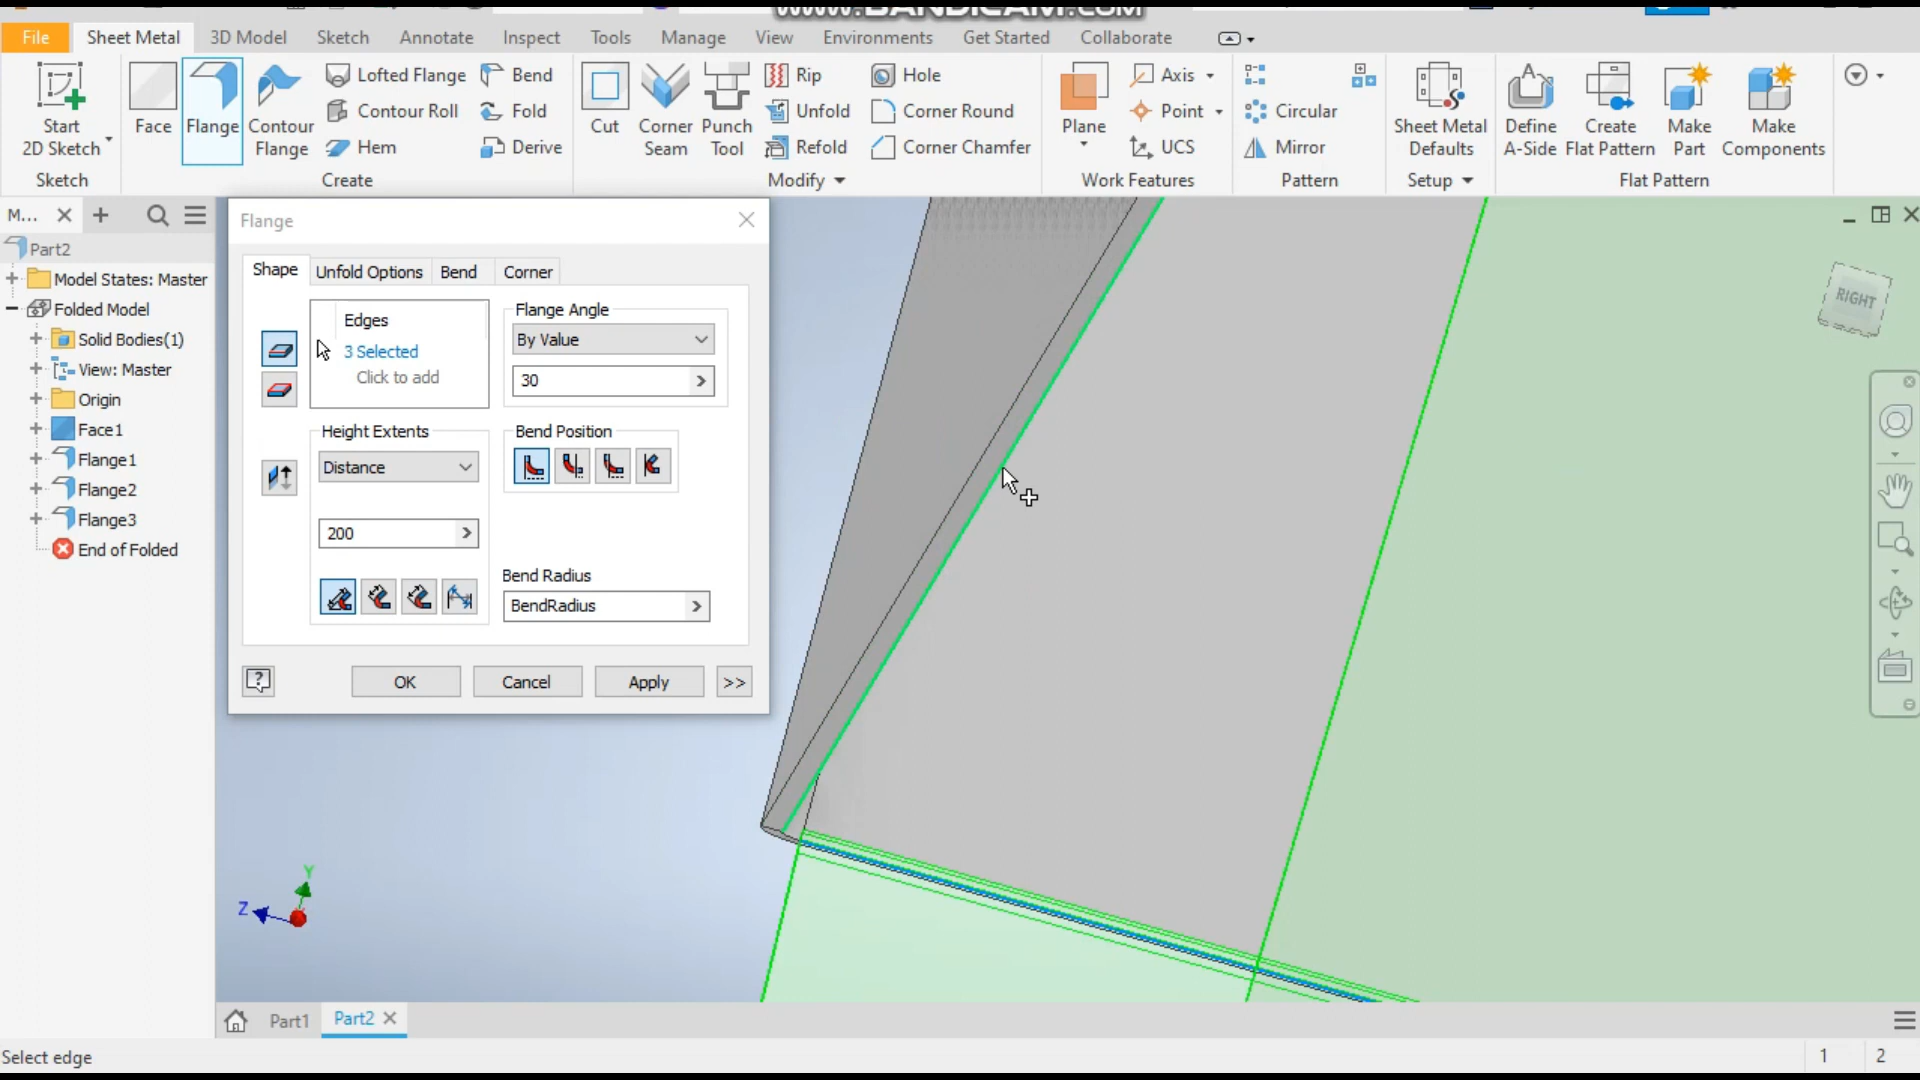 www.BANDICAM.com
File Sheet Metal 3D Model Sketch Annotate Inspect Tools Manage View Environments Get Started Collaborate
Start
2D Sketch
Face
Flange
Contour
Flange
Lofted Flange
Contour Roll
Hem
Bend
Fold
Derive
Cut
Corner
Seam
Punch
Tool
Rip
Unfold
Refold
Hole
Corner Round
Corner Chamfer
Plane
Axis
Point
UCS
Circular
Mirror
Sheet Metal
Defaults
Define
A-Side
Create
Flat Pattern
Make
Part
Make
Components
Sketch Create Modify Work Features Pattern Setup Flat Pattern
M...
Part2
Model States: Master
Folded Model
Solid Bodies(1)
View: Master
Origin
Face1
Flange1
Flange2
Flange3
End of Folded
Flange
Shape Unfold Options Bend Corner
Edges
3 Selected
Click to add
Flange Angle
By Value
30
Height Extents
Distance
200
Bend Position
Bend Radius
BendRadius
OK Cancel Apply >>
RIGHT
Y
Z
Part1 Part2
Select edge
1 2